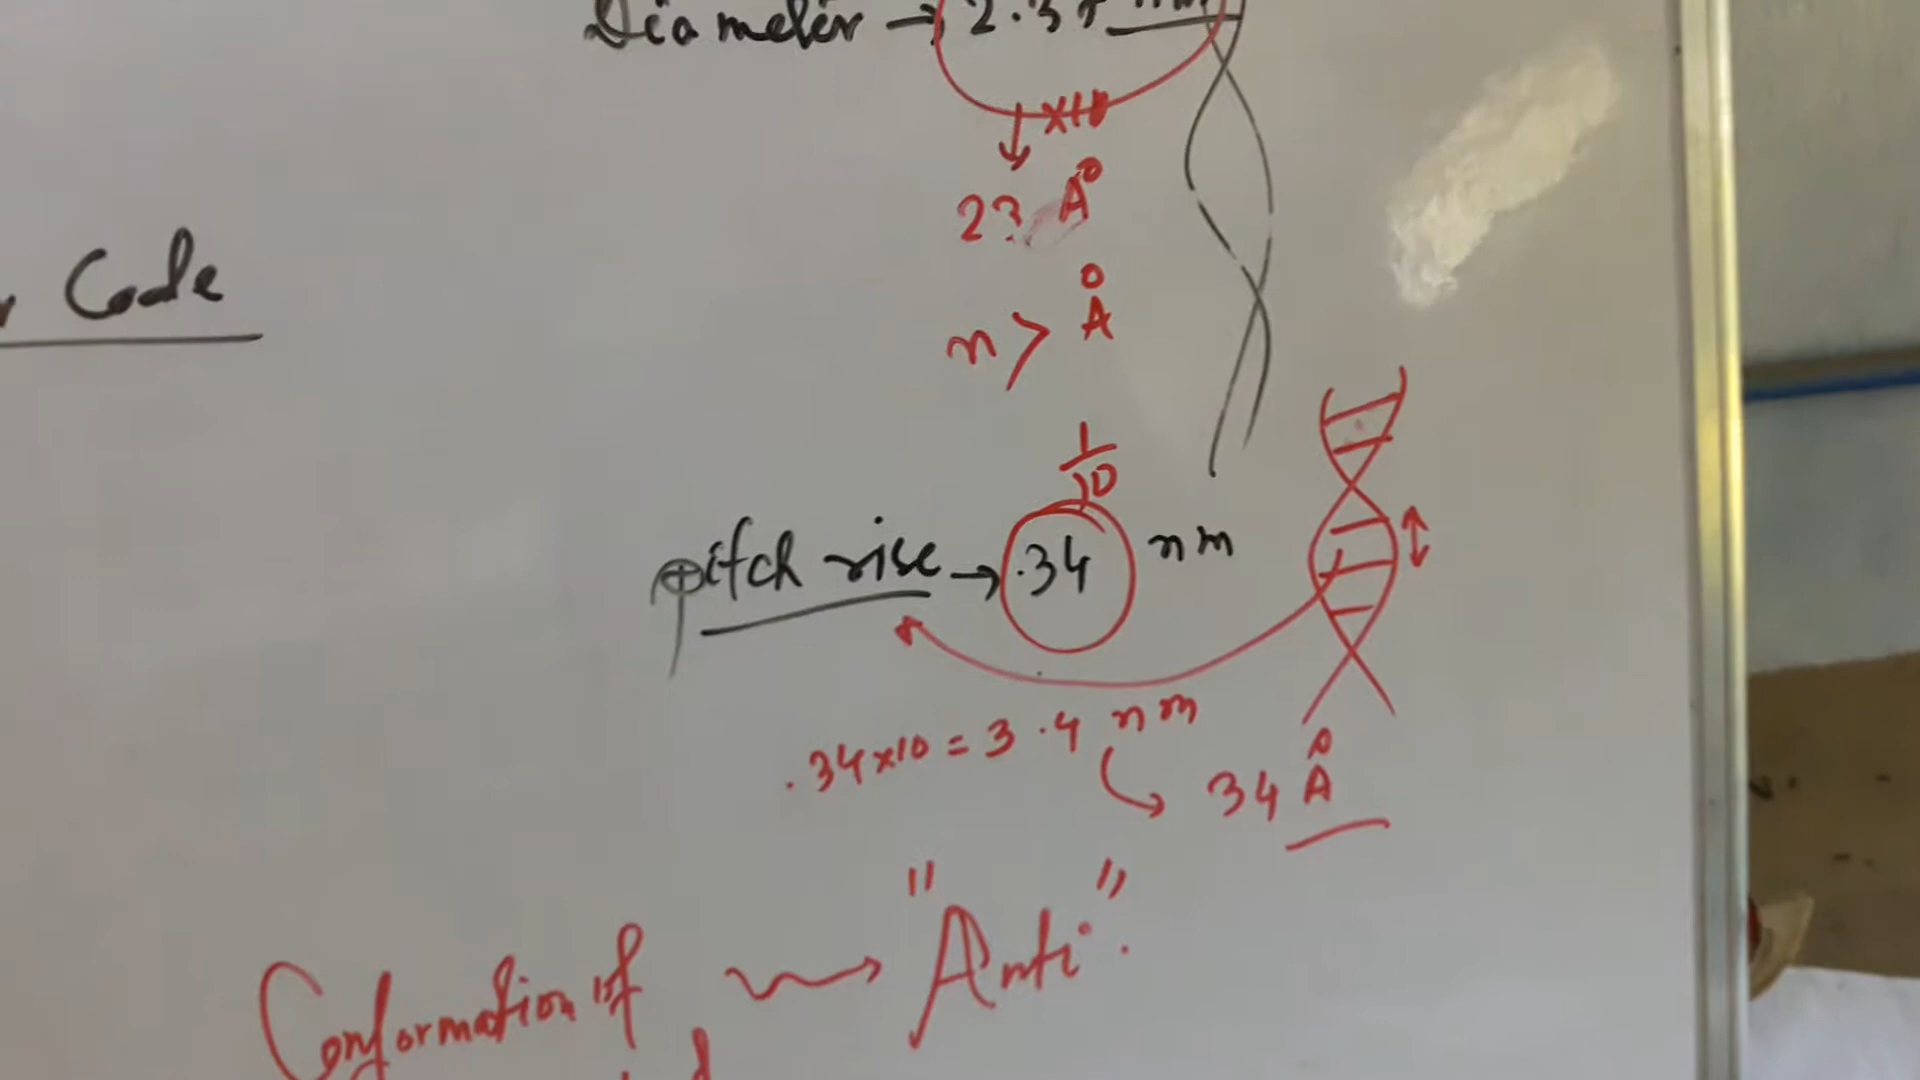 Diameter → 2.37 nm
×10
23 Å
Code
n > Å
1/10
pitch rise → .34 nm
.34×10 = 3.4 nm
34 Å
Conformation of → "Anti".